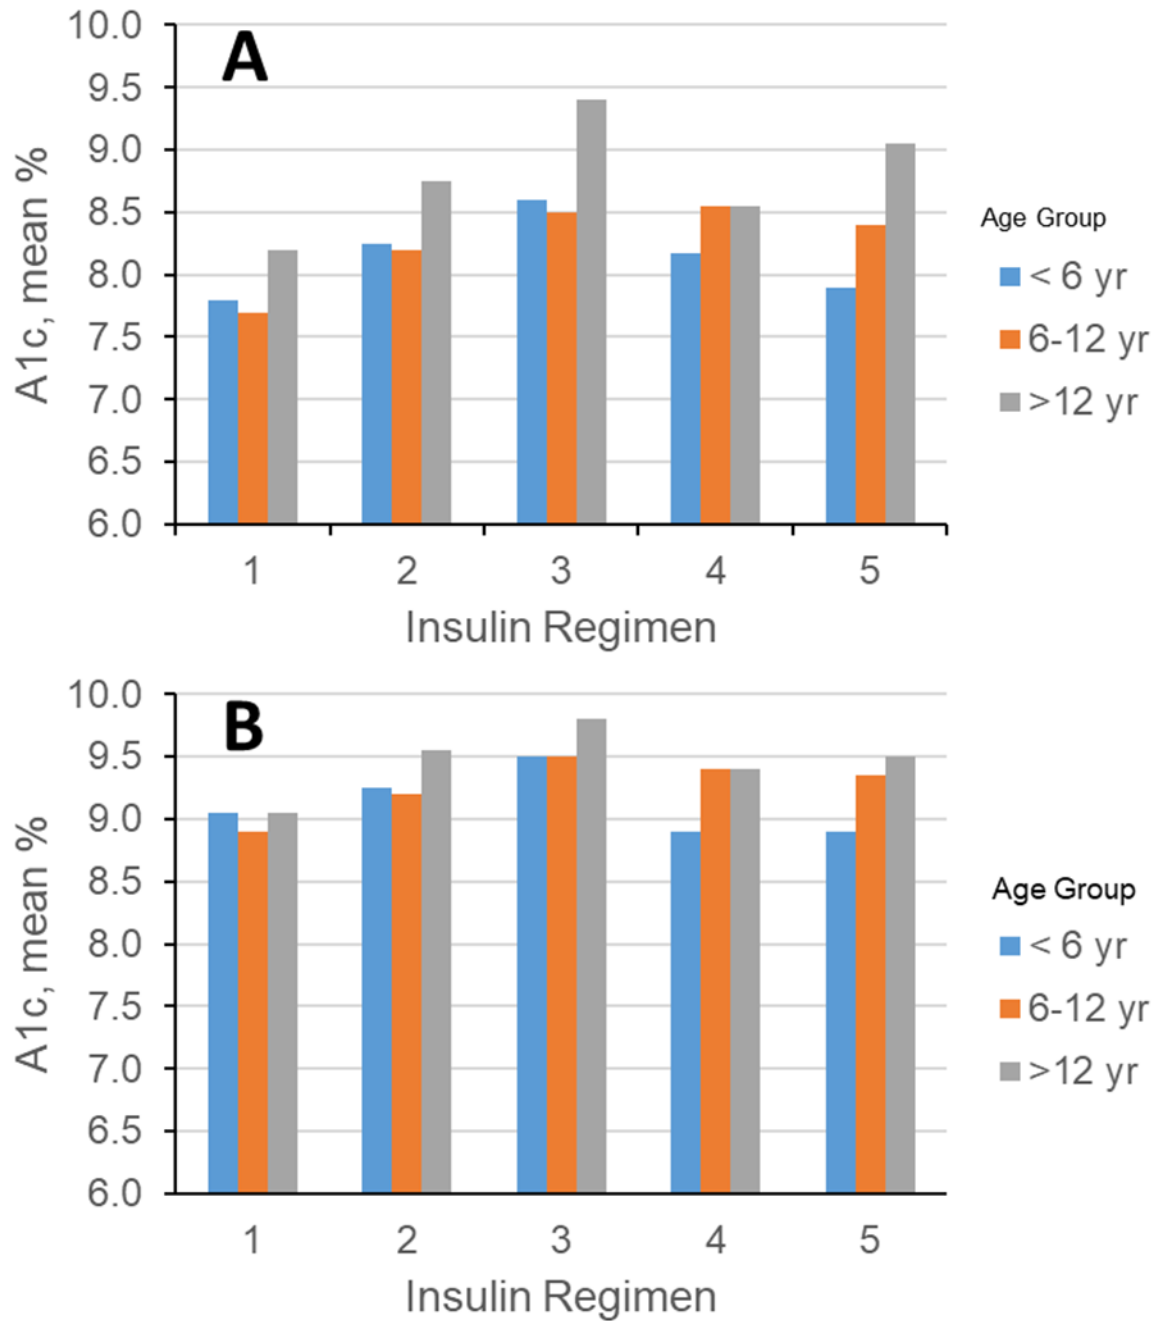 A
10.0
9.5
9.0
8.5
8.0
7.5
7.0
6.5
6.0
A1c, mean %
1 2 3 4 5
Insulin Regimen
Age Group
< 6 yr
6-12 yr
>12 yr
B
10.0
9.5
9.0
8.5
8.0
7.5
7.0
6.5
6.0
A1c, mean %
1 2 3 4 5
Insulin Regimen
Age Group
< 6 yr
6-12 yr
>12 yr